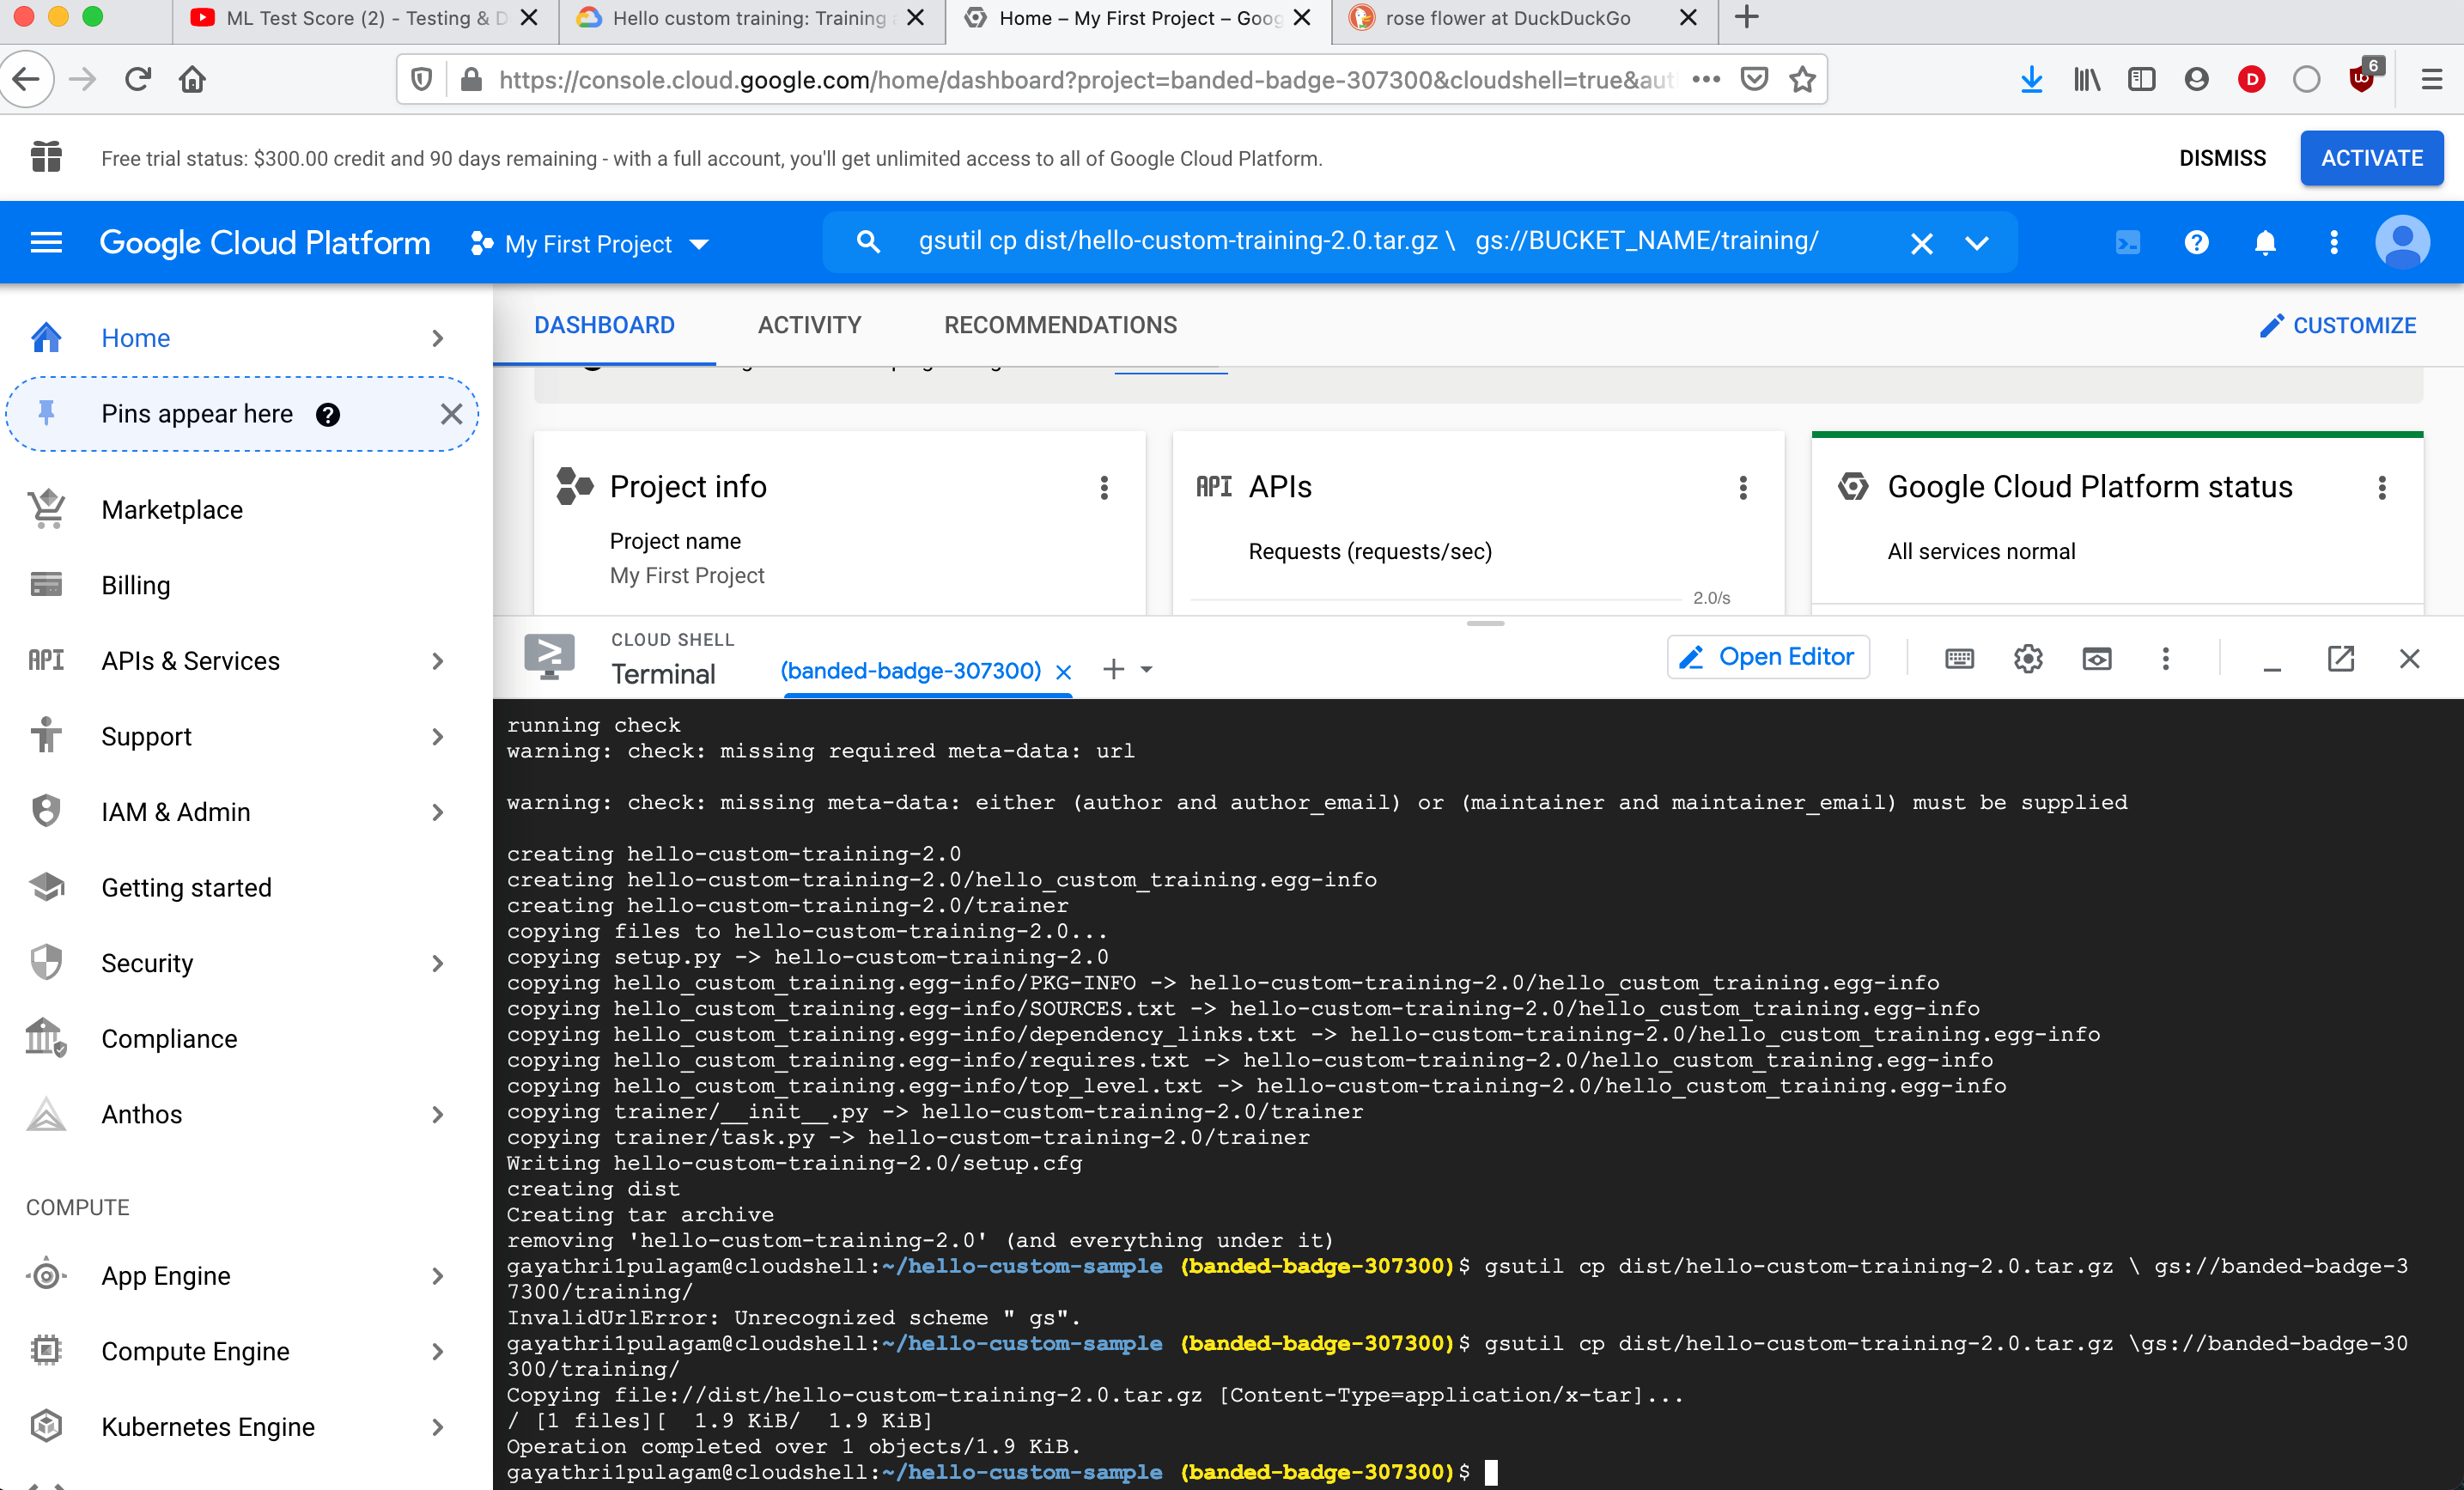 ML Test Score (2) - Testing & D
Hello custom training: Training
Home – My First Project – Goog
rose flower at DuckDuckGo
https://console.cloud.google.com/home/dashboard?project=banded-badge-307300&cloudshell=true&aut
6
D
Free trial status: $300.00 credit and 90 days remaining - with a full account, you'll get unlimited access to all of Google Cloud Platform.
DISMISS
ACTIVATE
Google Cloud Platform
My First Project
gsutil cp dist/hello-custom-training-2.0.tar.gz \ gs://BUCKET_NAME/training/
Home
DASHBOARD
ACTIVITY
RECOMMENDATIONS
CUSTOMIZE
Pins appear here
Marketplace
Billing
API
APIs & Services
Support
IAM & Admin
Getting started
Security
Compliance
Anthos
COMPUTE
App Engine
Compute Engine
Kubernetes Engine
Project info
Project name
My First Project
API
APIs
Requests (requests/sec)
2.0/s
Google Cloud Platform status
All services normal
CLOUD SHELL
Terminal
(banded-badge-307300)
Open Editor
running check
warning: check: missing required meta-data: url
warning: check: missing meta-data: either (author and author_email) or (maintainer and maintainer_email) must be supplied
creating hello-custom-training-2.0
creating hello-custom-training-2.0/hello_custom_training.egg-info
creating hello-custom-training-2.0/trainer
copying files to hello-custom-training-2.0...
copying setup.py -> hello-custom-training-2.0
copying hello_custom_training.egg-info/PKG-INFO -> hello-custom-training-2.0/hello_custom_training.egg-info
copying hello_custom_training.egg-info/SOURCES.txt -> hello-custom-training-2.0/hello_custom_training.egg-info
copying hello_custom_training.egg-info/dependency_links.txt -> hello-custom-training-2.0/hello_custom_training.egg-info
copying hello_custom_training.egg-info/requires.txt -> hello-custom-training-2.0/hello_custom_training.egg-info
copying hello_custom_training.egg-info/top_level.txt -> hello-custom-training-2.0/hello_custom_training.egg-info
copying trainer/__init__.py -> hello-custom-training-2.0/trainer
copying trainer/task.py -> hello-custom-training-2.0/trainer
Writing hello-custom-training-2.0/setup.cfg
creating dist
Creating tar archive
removing 'hello-custom-training-2.0' (and everything under it)
gayathri1pulagam@cloudshell:~/hello-custom-sample (banded-badge-307300)$ gsutil cp dist/hello-custom-training-2.0.tar.gz \ gs://banded-badge-3
7300/training/
InvalidUrlError: Unrecognized scheme " gs".
gayathri1pulagam@cloudshell:~/hello-custom-sample (banded-badge-307300)$ gsutil cp dist/hello-custom-training-2.0.tar.gz \gs://banded-badge-30
300/training/
Copying file://dist/hello-custom-training-2.0.tar.gz [Content-Type=application/x-tar]...
/ [1 files][  1.9 KiB/  1.9 KiB]
Operation completed over 1 objects/1.9 KiB.
gayathri1pulagam@cloudshell:~/hello-custom-sample (banded-badge-307300)$